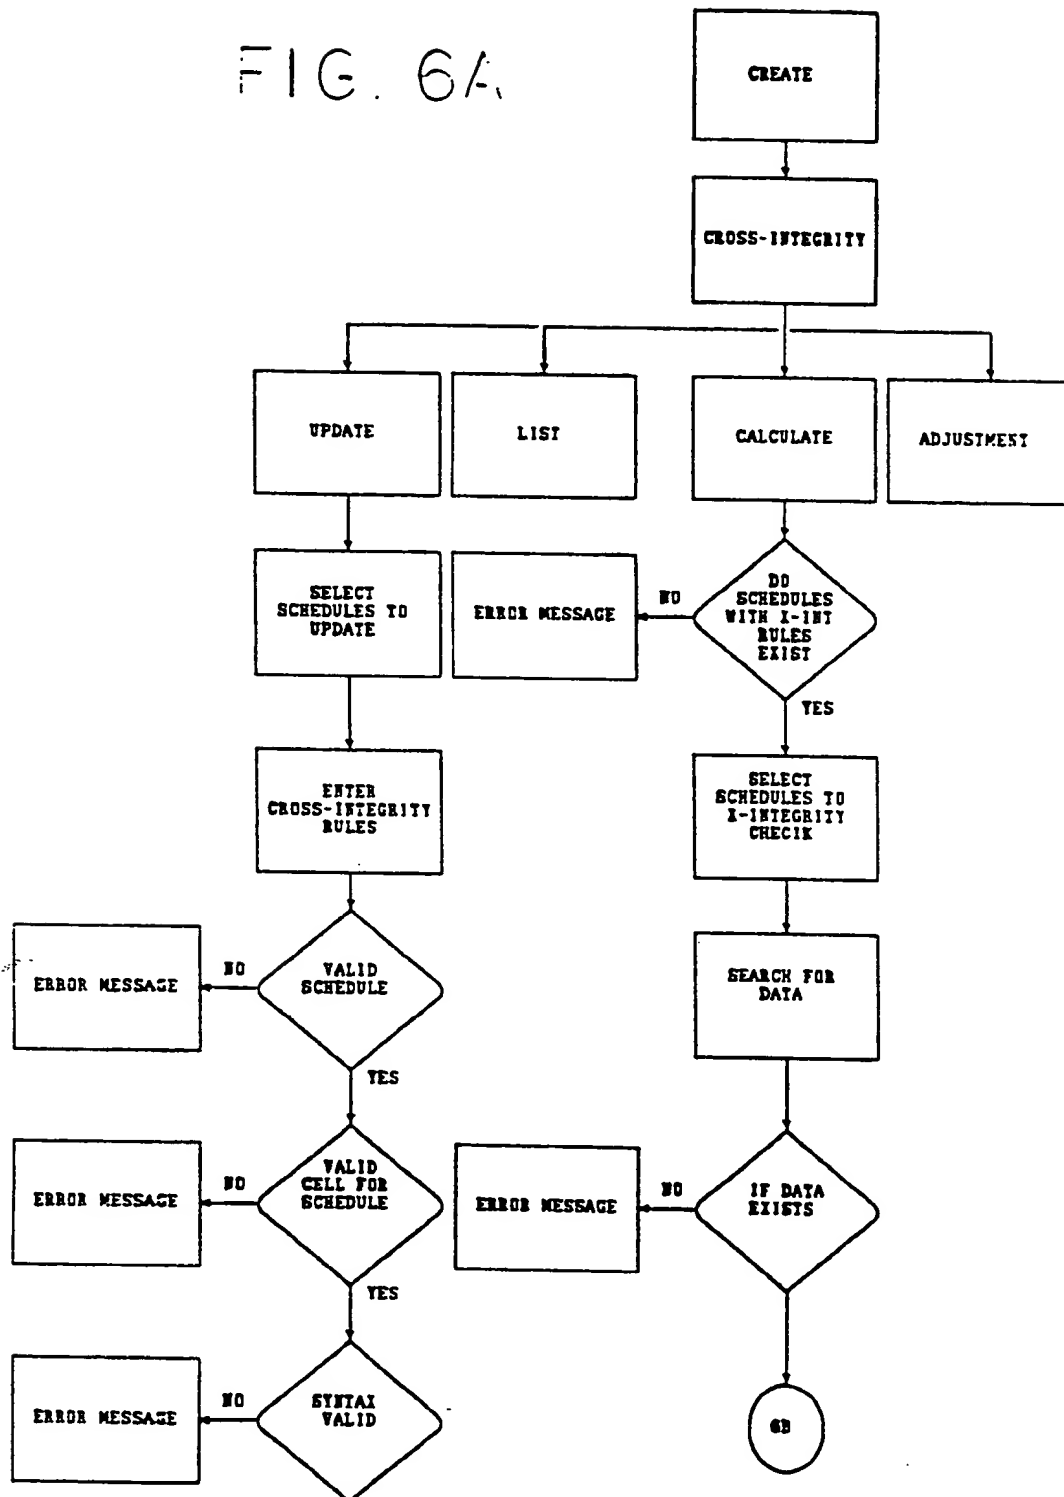 FIG. 6A
CREATE
CROSS-INTEGRITY
UPDATE
LIST
CALCULATE
ADJUSTMENT
SELECT
SCHEDULES TO
UPDATE
ERROR MESSAGE
NO
DO
SCHEDULES
WITH X-INT
RULES
EXIST
YES
ENTER
CROSS-INTEGRITY
RULES
SELECT
SCHEDULES TO
X-INTEGRITY
CHECIK
ERROR MESSAGE
NO
VALID
SCHEDULE
YES
SEARCH FOR
DATA
ERROR MESSAGE
NO
VALID
CELL FOR
SCHEDULE
YES
ERROR MESSAGE
NO
IF DATA
EXISTS
ERROR MESSAGE
NO
SYNTAX
VALID
6B